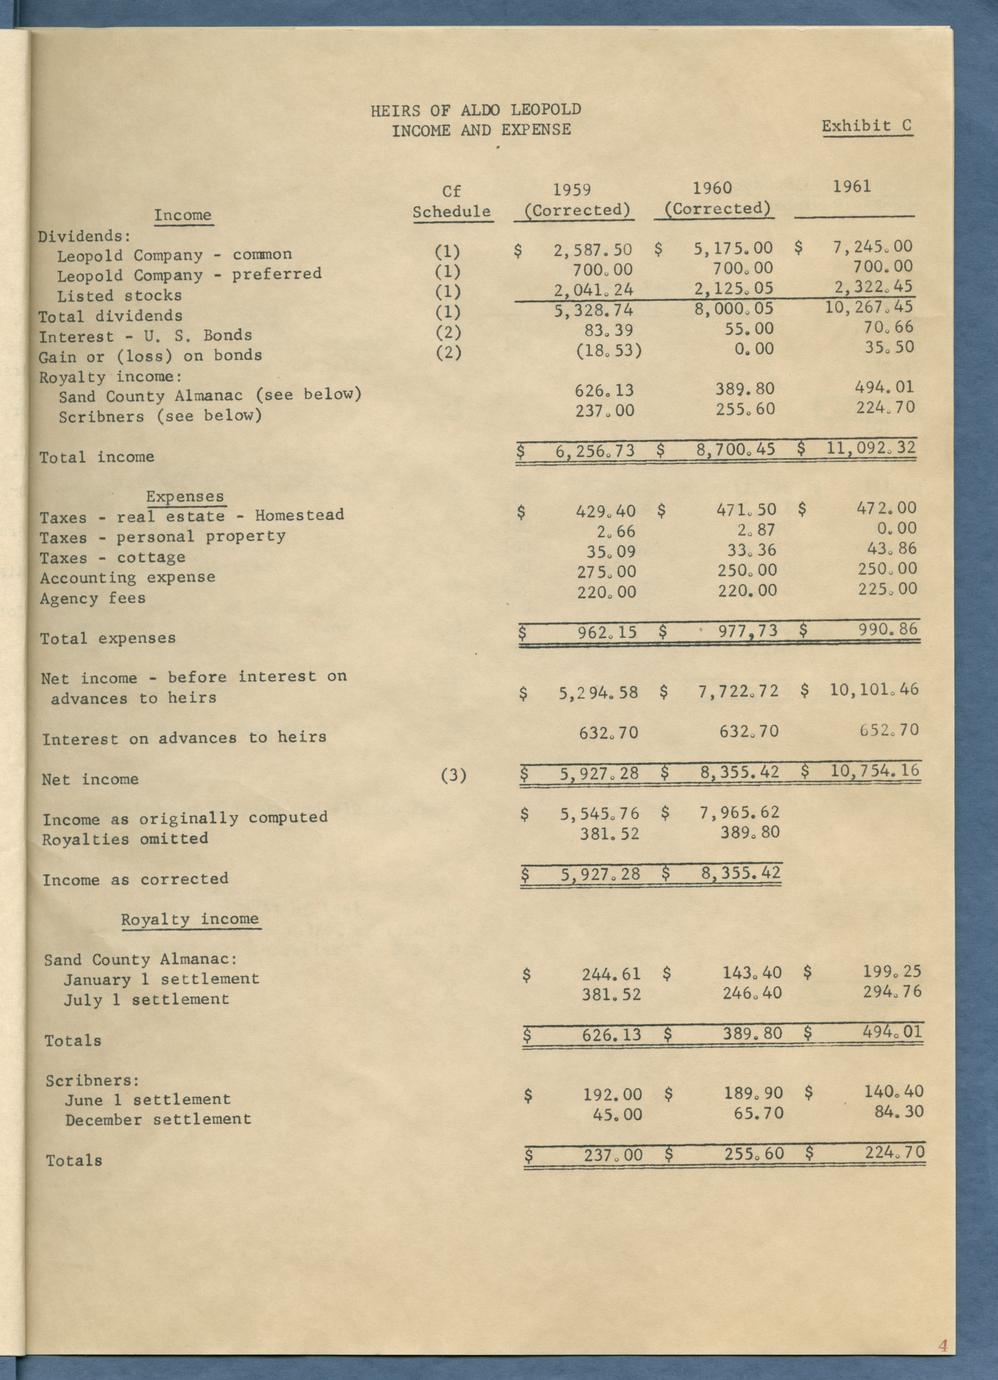 HEIRS OF ALDO LEOPOLD
INCOME AND EXPENSE
Exhibit C
Cf 1959 1960 1961
Income Schedule (Corrected) (Corrected)
Dividends:
Leopold Company - common (1) $ 2,587.50 $ 5,175.00 $ 7,245.00
Leopold Company - preferred (1) 700.00 700.00 700.00
Listed stocks (1) 2,041.24 2,125.05 2,322.45
Total dividends (1) 5,328.74 8,000.05 10,267.45
Interest - U. S. Bonds (2) 83.39 55.00 70.66
Gain or (loss) on bonds (2) (18.53) 0.00 35.50
Royalty income:
Sand County Almanac (see below) 626.13 389.80 494.01
Scribners (see below) 237.00 255.60 224.70
Total income $ 6,256.73 $ 8,700.45 $ 11,092.32
Expenses
Taxes - real estate - Homestead $ 429.40 $ 471.50 $ 472.00
Taxes - personal property 2.66 2.87 0.00
Taxes - cottage 35.09 33.36 43.86
Accounting expense 275.00 250.00 250.00
Agency fees 220.00 220.00 225.00
Total expenses $ 962.15 $ 977,73 $ 990.86
Net income - before interest on
advances to heirs $ 5,294.58 $ 7,722.72 $ 10,101.46
Interest on advances to heirs 632.70 632.70 652.70
Net income (3) $ 5,927.28 $ 8,355.42 $ 10,754.16
Income as originally computed $ 5,545.76 $ 7,965.62
Royalties omitted 381.52 389.80
Income as corrected $ 5,927.28 $ 8,355.42
Royalty income
Sand County Almanac:
January 1 settlement $ 244.61 $ 143.40 $ 199.25
July 1 settlement 381.52 246.40 294.76
Totals $ 626.13 $ 389.80 $ 494.01
Scribners:
June 1 settlement $ 192.00 $ 189.90 $ 140.40
December settlement 45.00 65.70 84.30
Totals $ 237.00 $ 255.60 $ 224.70
4